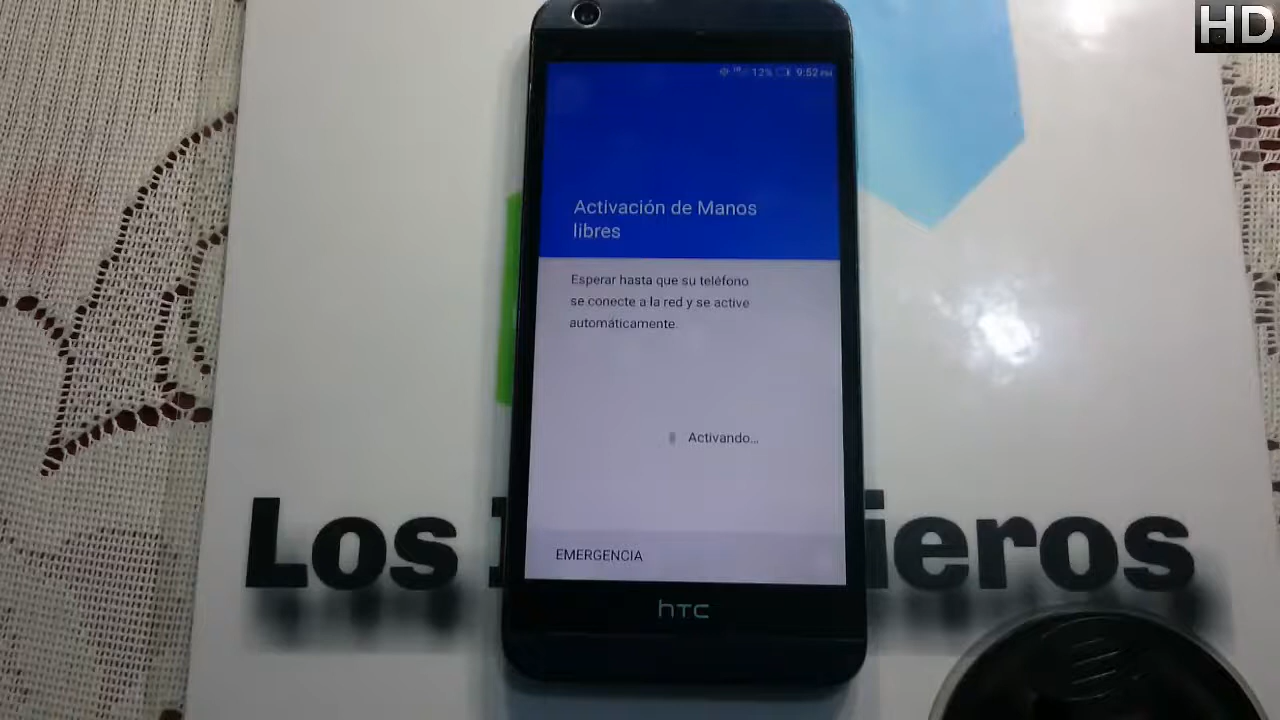 HD
12% 9:52 PM
Activación de Manos
libres
Esperar hasta que su teléfono
se conecte a la red y se active
automáticamente.
Activando...
EMERGENCIA
hTC
Los ieros